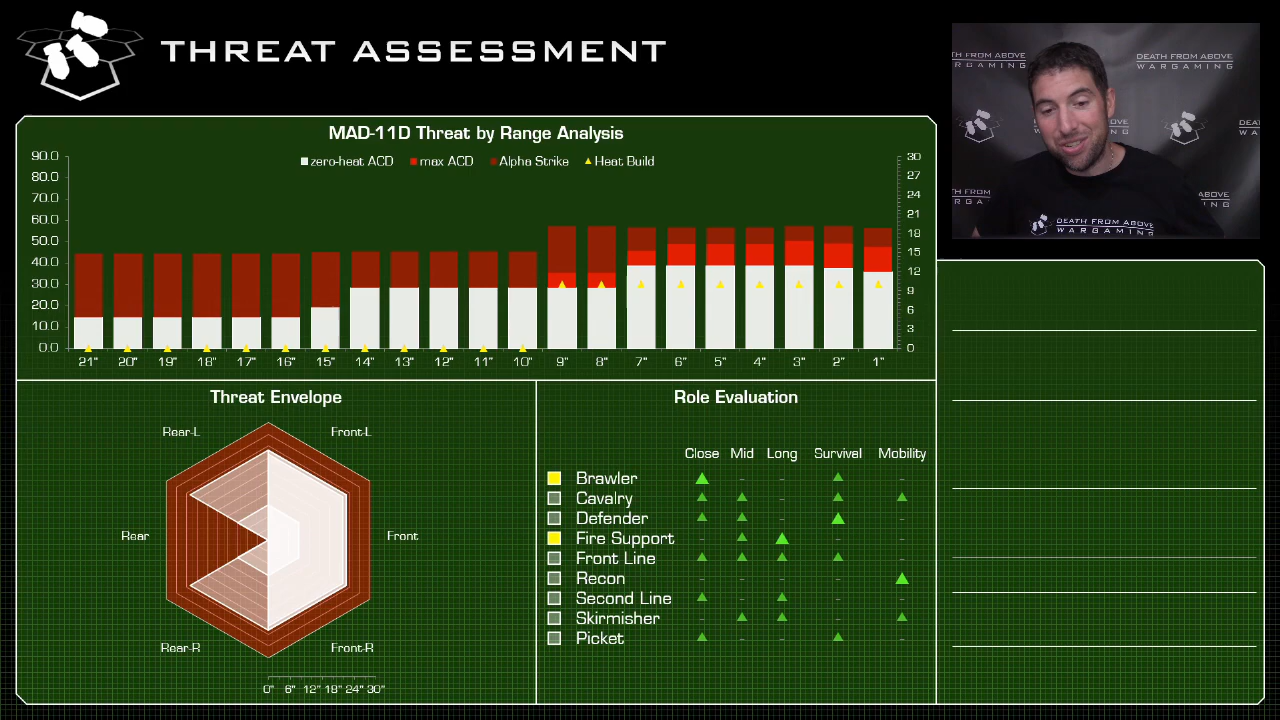 THREAT ASSESSMENT
MAD-11D Threat by Range Analysis
zero-heat ACD max ACD Alpha Strike Heat Build
90.0
80.0
70.0
60.0
50.0
40.0
30.0
20.0
10.0
0.0
30
27
24
21
18
15
12
9
6
3
0
21" 20" 19" 18" 17" 16" 15" 14" 13" 12" 11" 10" 9" 8" 7" 6" 5" 4" 3" 2" 1"
Threat Envelope
Rear-L Front-L
Rear Front
Rear-R Front-R
0" 6" 12" 18" 24" 30"
Role Evaluation
Close Mid Long Survival Mobility
Brawler - - -
Cavalry -
Defender - -
Fire Support - - -
Front Line -
Recon - - - -
Second Line - - -
Skirmisher - -
Picket - - -
DEATH FROM ABOVE
WARGAMING
DEATH FROM ABOVE
WARGAMING